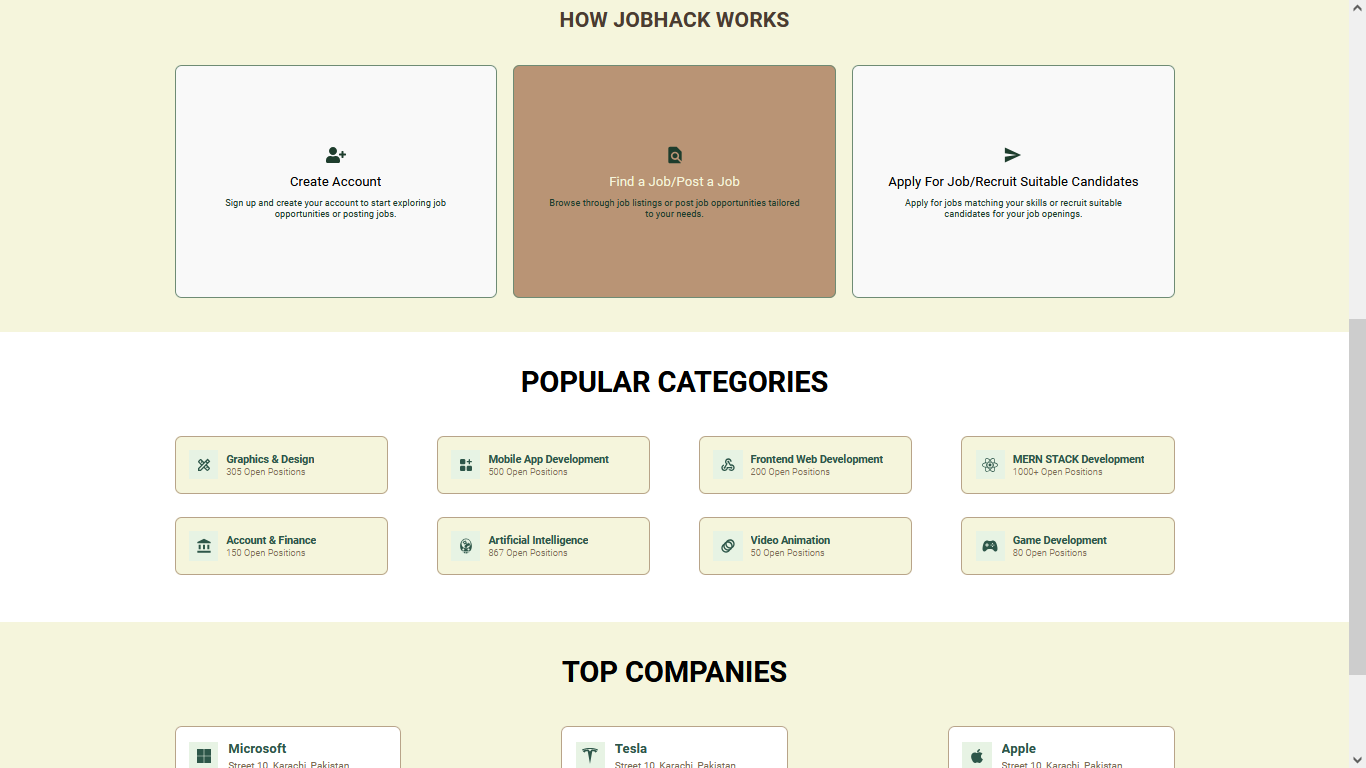 HOW JOBHACK WORKS
Create Account
Sign up and create your account to start exploring job
opportunities or posting jobs.
Find a Job/Post a Job
Browse through job listings or post job opportunities tailored
to your needs.
Apply For Job/Recruit Suitable Candidates
Apply for jobs matching your skills or recruit suitable
candidates for your job openings.
POPULAR CATEGORIES
Graphics & Design
305 Open Positions
Mobile App Development
500 Open Positions
Frontend Web Development
200 Open Positions
MERN STACK Development
1000+ Open Positions
Account & Finance
150 Open Positions
Artificial Intelligence
867 Open Positions
Video Animation
50 Open Positions
Game Development
80 Open Positions
TOP COMPANIES
Microsoft
Street 10, Karachi, Pakistan
Tesla
Street 10, Karachi, Pakistan
Apple
Street 10, Karachi, Pakistan